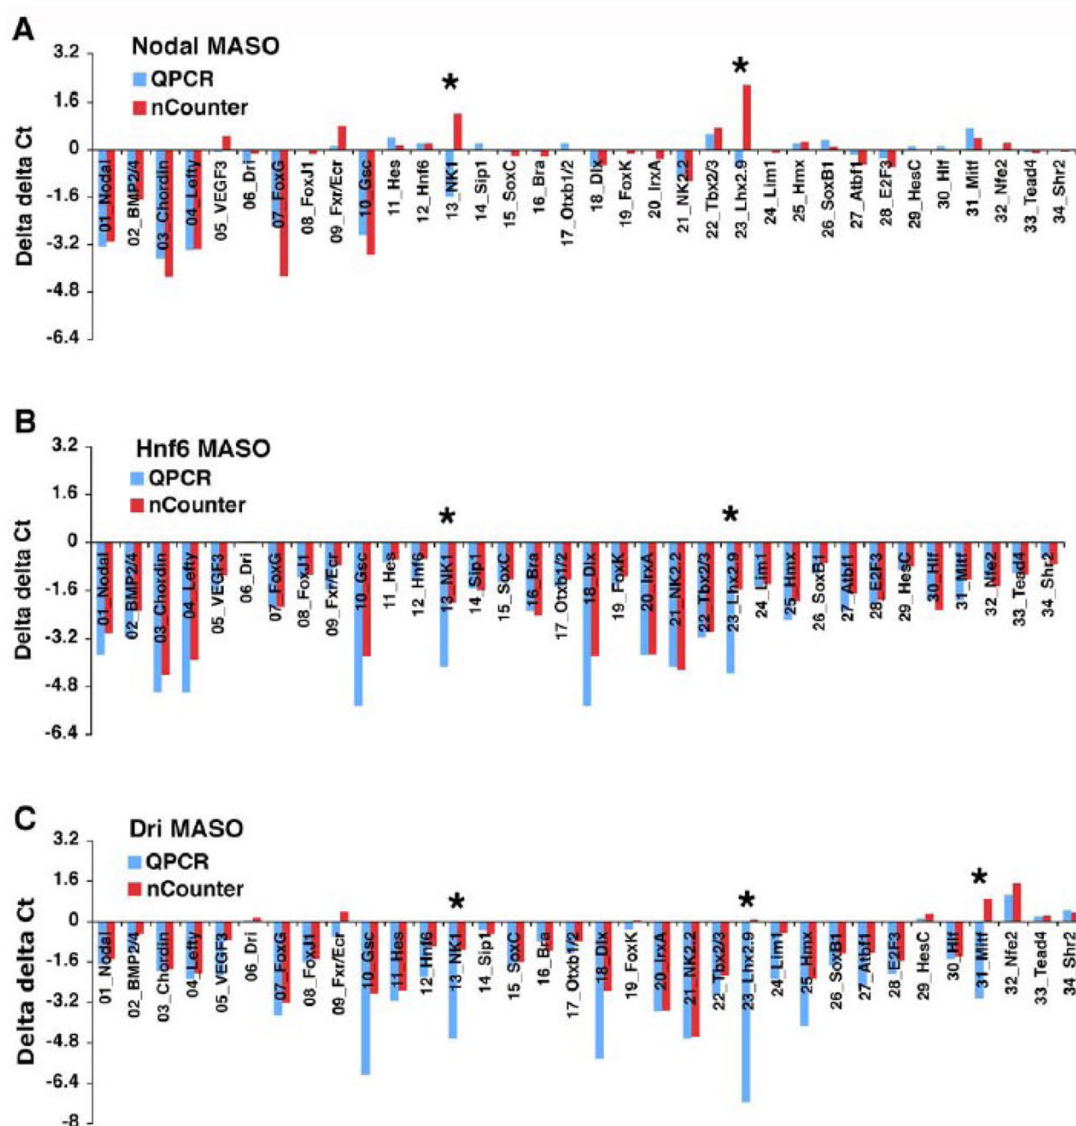 A
Nodal MASO
QPCR
nCounter
Delta delta Ct
3.2
1.6
0
-1.6
-3.2
-4.8
-6.4
*
*
01_Nodal
02_BMP2/4
03_Chordin
04_Lefty
05_VEGF3
06_Dri
07_FoxG
08_FoxJ1
09_Fxr/Ecr
10_Gsc
11_Hes
12_Hnf6
13_NK1
14_Sip1
15_SoxC
16_Bra
17_Otxb1/2
18_Dlx
19_FoxK
20_IrxA
21_NK2.2
22_Tbx2/3
23_Lhx2.9
24_Lim1
25_Hmx
26_SoxB1
27_Atbf1
28_E2F3
29_HesC
30_Hlf
31_Mitf
32_Nfe2
33_Tead4
34_Shr2
B
Hnf6 MASO
QPCR
nCounter
Delta delta Ct
3.2
1.6
0
-1.6
-3.2
-4.8
-6.4
*
*
01_Nodal
02_BMP2/4
03_Chordin
04_Lefty
05_VEGF3
06_Dri
07_FoxG
08_FoxJ1
09_Fxr/Ecr
10_Gsc
11_Hes
12_Hnf6
13_NK1
14_Sip1
15_SoxC
16_Bra
17_Otxb1/2
18_Dlx
19_FoxK
20_IrxA
21_NK2.2
22_Tbx2/3
23_Lhx2.9
24_Lim1
25_Hmx
26_SoxB1
27_Atbf1
28_E2F3
29_HesC
30_Hlf
31_Mitf
32_Nfe2
33_Tead4
34_Shr2
C
Dri MASO
QPCR
nCounter
Delta delta Ct
3.2
1.6
0
-1.6
-3.2
-4.8
-6.4
-8
*
*
*
01_Nodal
02_BMP2/4
03_Chordin
04_Lefty
05_VEGF3
06_Dri
07_FoxG
08_FoxJ1
09_Fxr/Ecr
10_Gsc
11_Hes
12_Hnf6
13_NK1
14_Sip1
15_SoxC
16_Bra
17_Otxb1/2
18_Dlx
19_FoxK
20_IrxA
21_NK2.2
22_Tbx2/3
23_Lhx2.9
24_Lim1
25_Hmx
26_SoxB1
27_Atbf1
28_E2F3
29_HesC
30_Hlf
31_Mitf
32_Nfe2
33_Tead4
34_Shr2